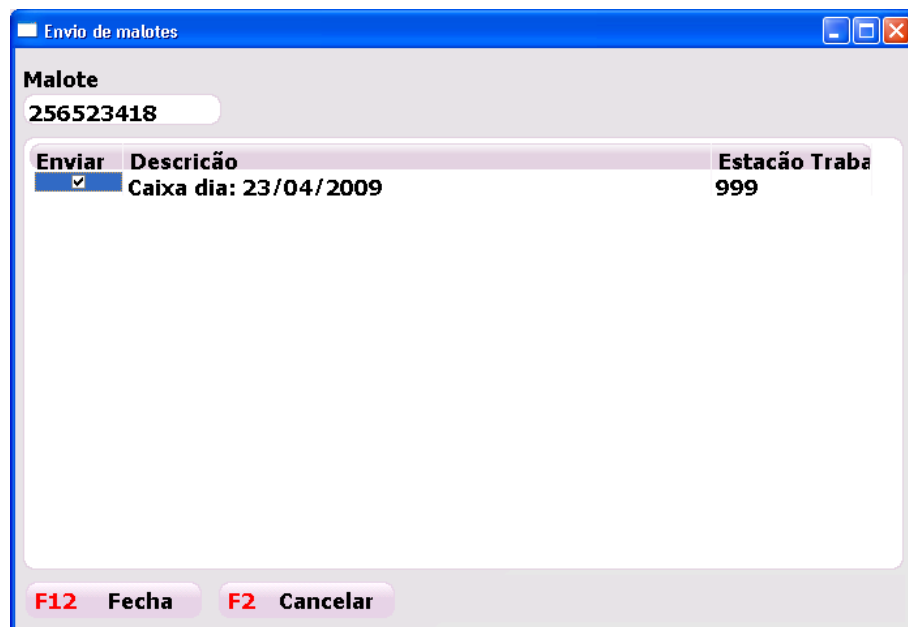 Envio de malotes
Malote
256523418
Enviar Descricão Estacão Traba
Caixa dia: 23/04/2009 999
F12 Fecha F2 Cancelar